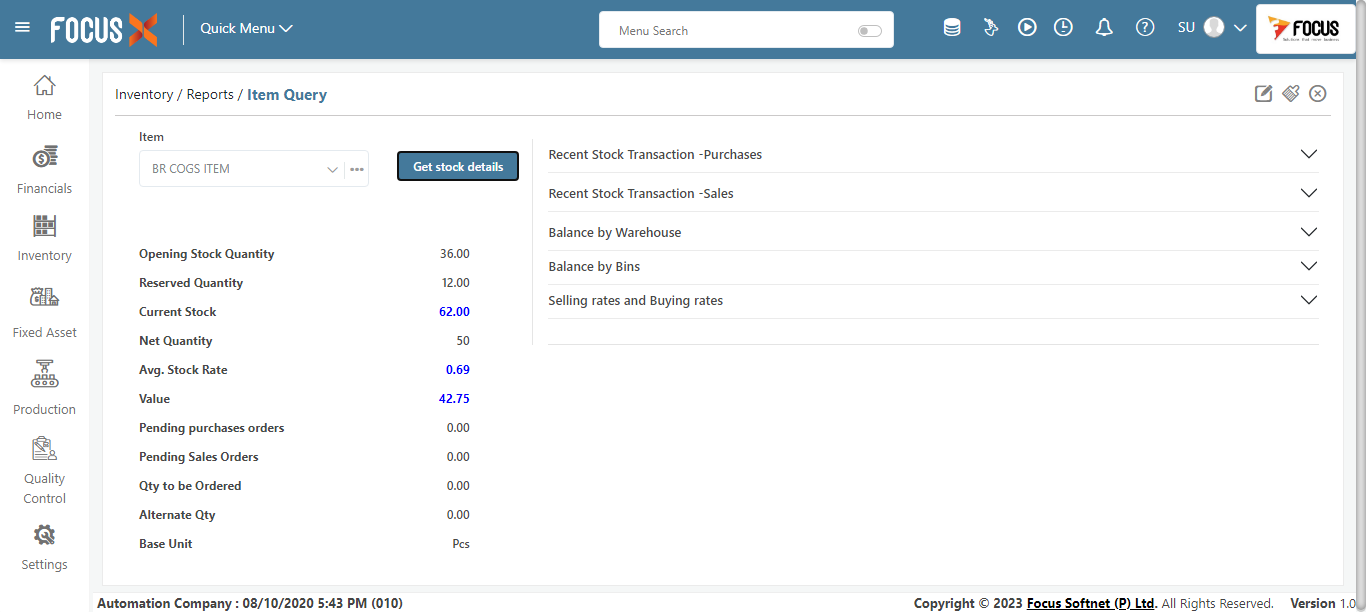 FOCUS X
Quick Menu
Menu Search
SU
FOCUS
Home
Financials
Inventory
Fixed Asset
Production
Quality
Control
Settings
Inventory / Reports / Item Query
Item
BR COGS ITEM
Get stock details
Opening Stock Quantity 36.00
Reserved Quantity 12.00
Current Stock 62.00
Net Quantity 50
Avg. Stock Rate 0.69
Value 42.75
Pending purchases orders 0.00
Pending Sales Orders 0.00
Qty to be Ordered 0.00
Alternate Qty 0.00
Base Unit Pcs
Recent Stock Transaction -Purchases
Recent Stock Transaction -Sales
Balance by Warehouse
Balance by Bins
Selling rates and Buying rates
Automation Company : 08/10/2020 5:43 PM (010)
Copyright © 2023 Focus Softnet (P) Ltd. All Rights Reserved. Version 1.0